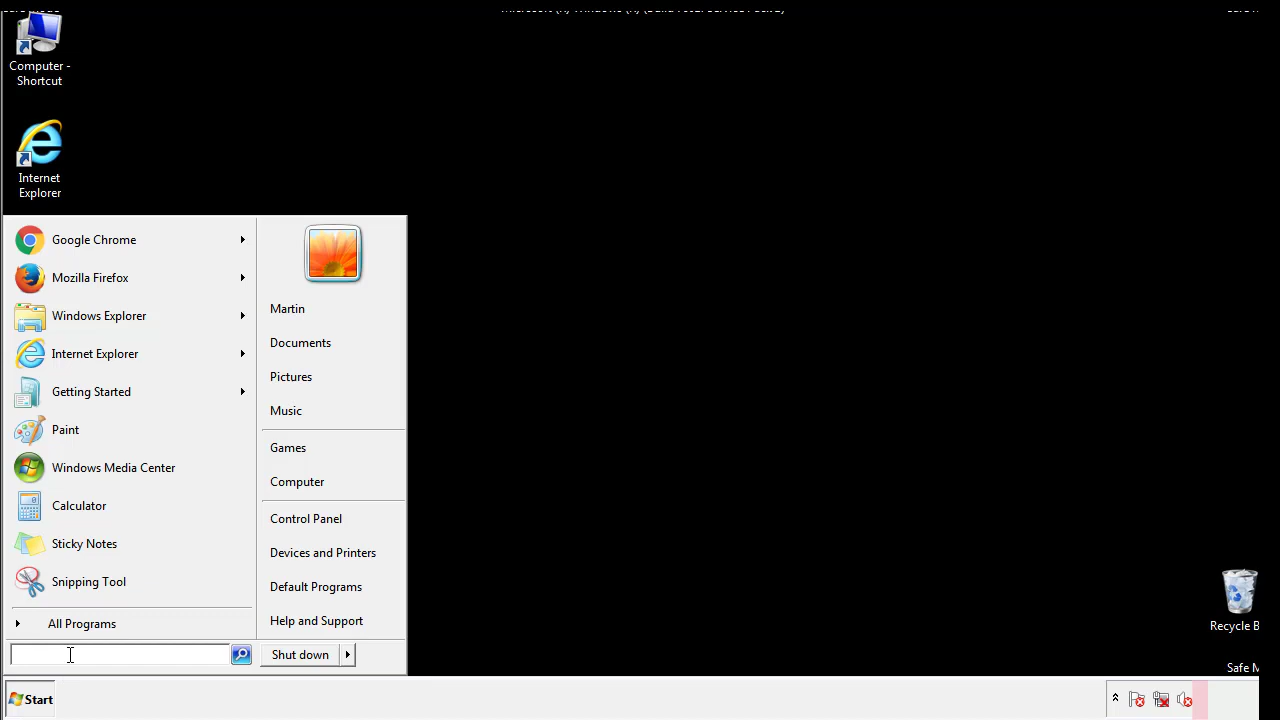 Computer -
Shortcut
Internet
Explorer
Google Chrome
Mozilla Firefox
Windows Explorer
Internet Explorer
Getting Started
Paint
Windows Media Center
Calculator
Sticky Notes
Snipping Tool
All Programs
Martin
Documents
Pictures
Music
Games
Computer
Control Panel
Devices and Printers
Default Programs
Help and Support
Shut down
Recycle B
Safe M
Start